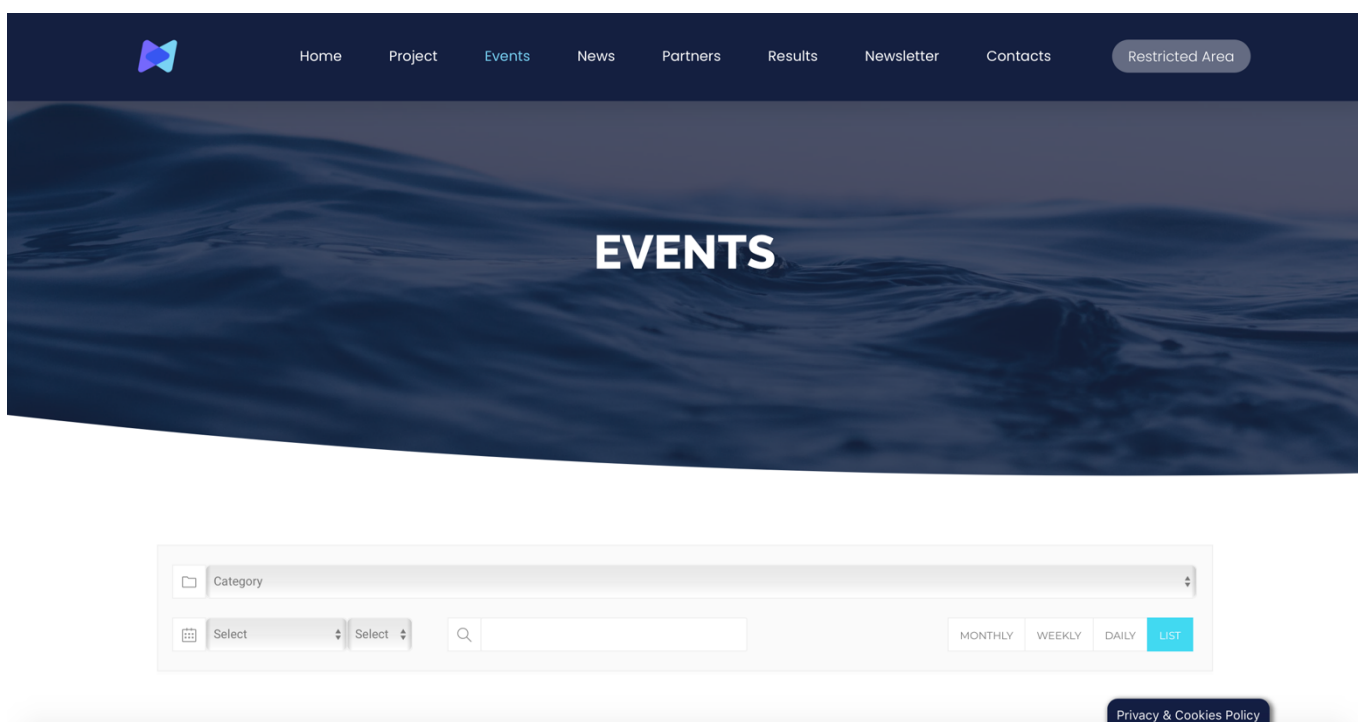 Home Project Events News Partners Results Newsletter Contacts Restricted Area
EVENTS
Category
Select Select MONTHLY WEEKLY DAILY LIST
Privacy & Cookies Policy